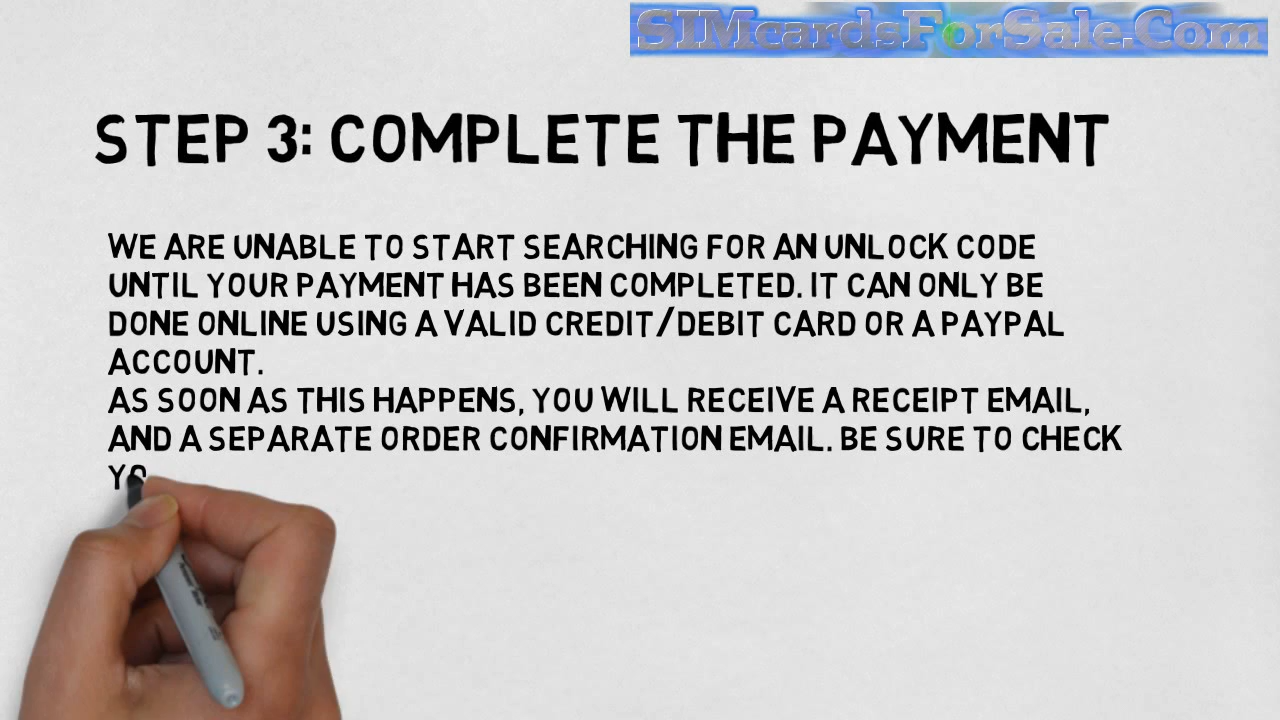 SIMcardsForSale.Com
STEP 3: COMPLETE THE PAYMENT
WE ARE UNABLE TO START SEARCHING FOR AN UNLOCK CODE
UNTIL YOUR PAYMENT HAS BEEN COMPLETED. IT CAN ONLY BE
DONE ONLINE USING A VALID CREDIT/DEBIT CARD OR A PAYPAL
ACCOUNT.
AS SOON AS THIS HAPPENS, YOU WILL RECEIVE A RECEIPT EMAIL,
AND A SEPARATE ORDER CONFIRMATION EMAIL. BE SURE TO CHECK